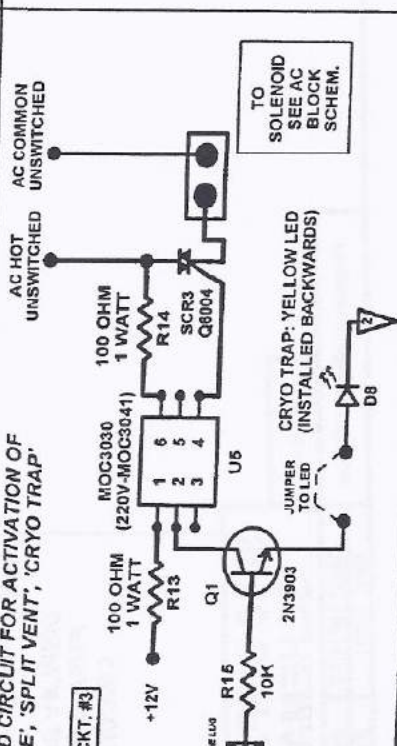 D CIRCUIT FOR ACTIVATION OF
E', 'SPLIT VENT', 'CRYO TRAP'
CKT. #3
+12V
100 OHM
1 WATT
R13
MOC3030
(220V-MOC3041)
1 6
2 5
3 4
U5
100 OHM
1 WATT
R14
AC HOT
UNSWITCHED
AC COMMON
UNSWITCHED
SCR3
Q8004
TO
SOLENOID
SEE AC
BLOCK
SCHEM.
R15
10K
Q1
2N3903
JUMPER
TO LED
CRYO TRAP: YELLOW LED
(INSTALLED BACKWARDS)
D8
2